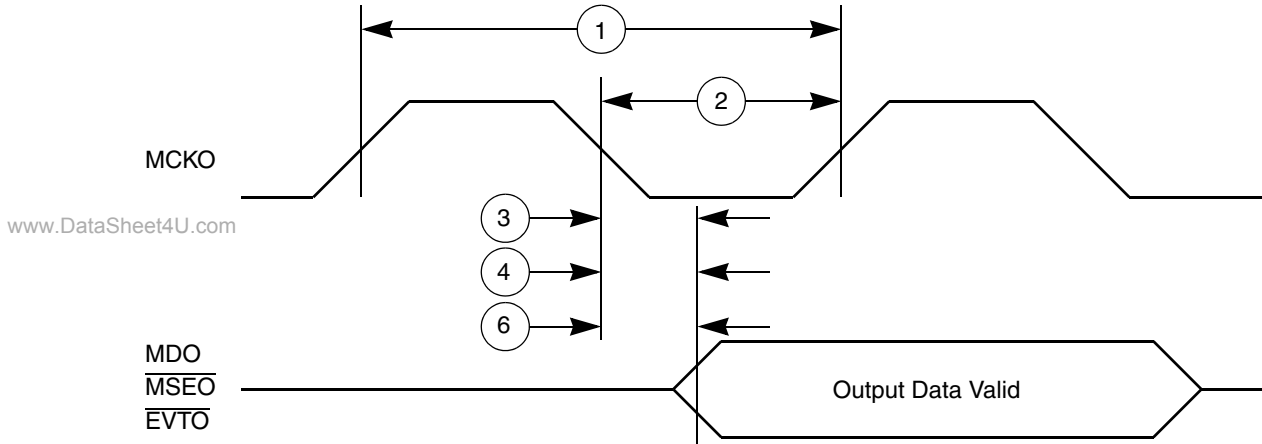 1
2
MCKO
www.DataSheet4U.com
3
4
6
MDO
MSEO
EVTO
Output Data Valid